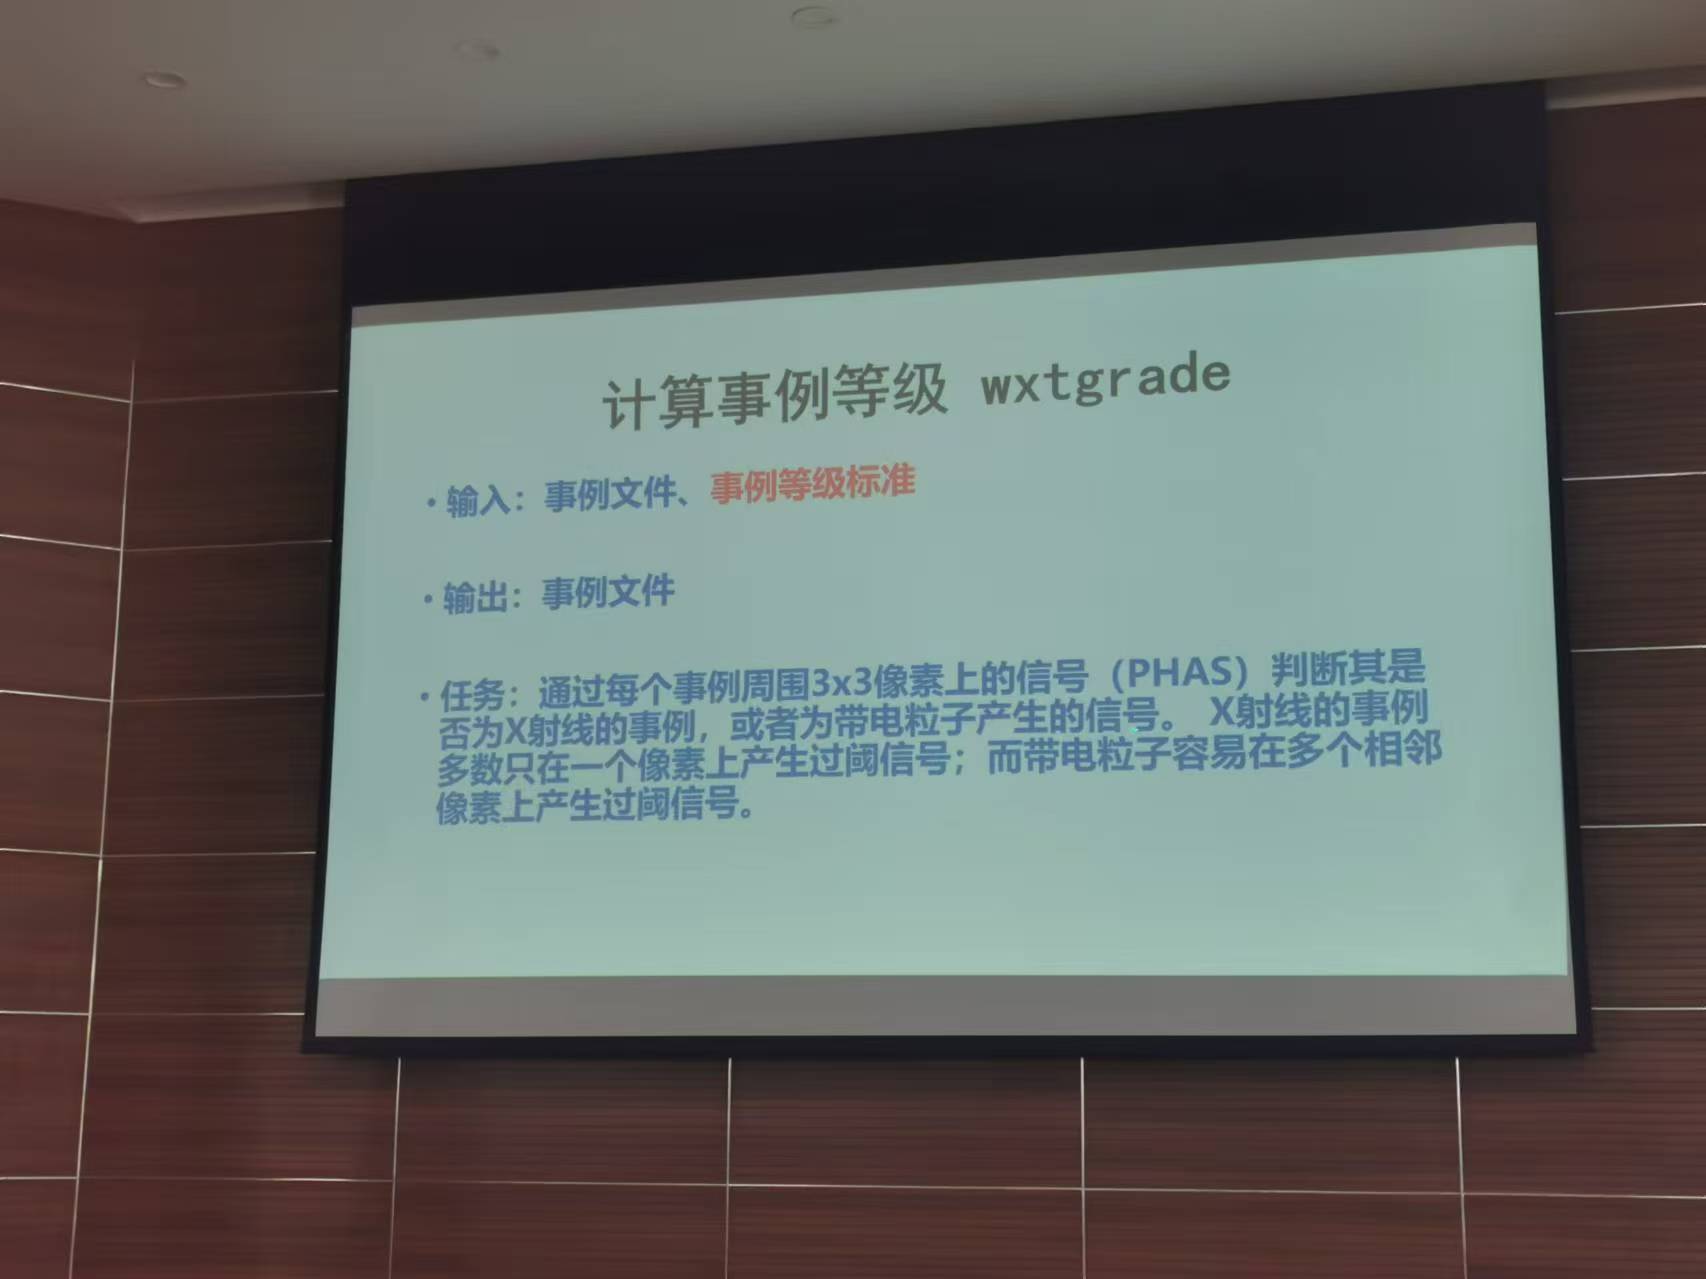 计算事例等级 wxtgrade
• 输入：事例文件、事例等级标准
• 输出：事例文件
• 任务：通过每个事例周围3x3像素上的信号（PHAS）判断其是
否为X射线的事例，或者为带电粒子产生的信号。 X射线的事例
多数只在一个像素上产生过阈信号；而带电粒子容易在多个相邻
像素上产生过阈信号。